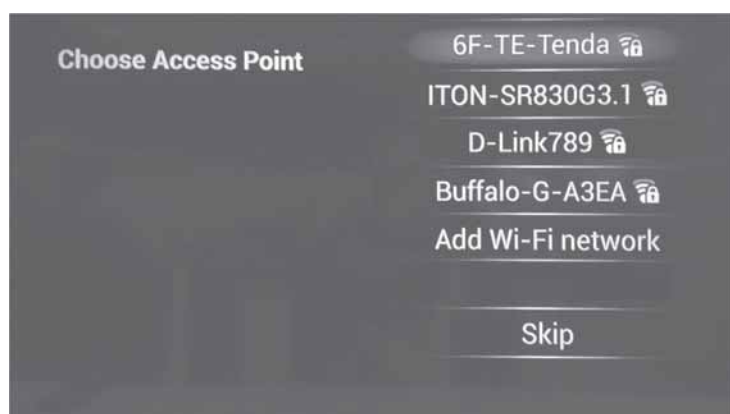 Choose Access Point
6F-TE-Tenda
ITON-SR830G3.1
D-Link789
Buffalo-G-A3EA
Add Wi-Fi network
Skip